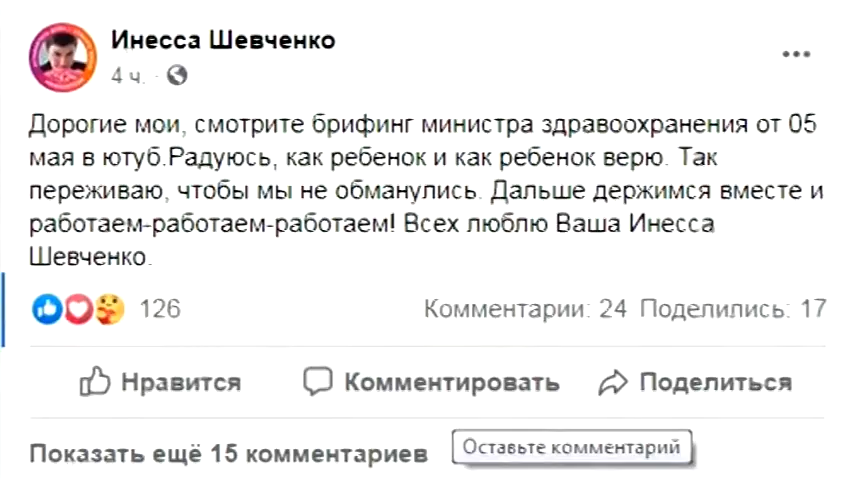 Инесса Шевченко
4 ч.
Дорогие мои, смотрите брифинг министра здравоохранения от 05
мая в ютуб.Радуюсь, как ребенок и как ребенок верю. Так
переживаю, чтобы мы не обманулись. Дальше держимся вместе и
работаем-работаем-работаем! Всех люблю Ваша Инесса
Шевченко.
126 Комментарии: 24 Поделились: 17
Нравится Комментировать Поделиться
Показать ещё 15 комментариев Оставьте комментарий